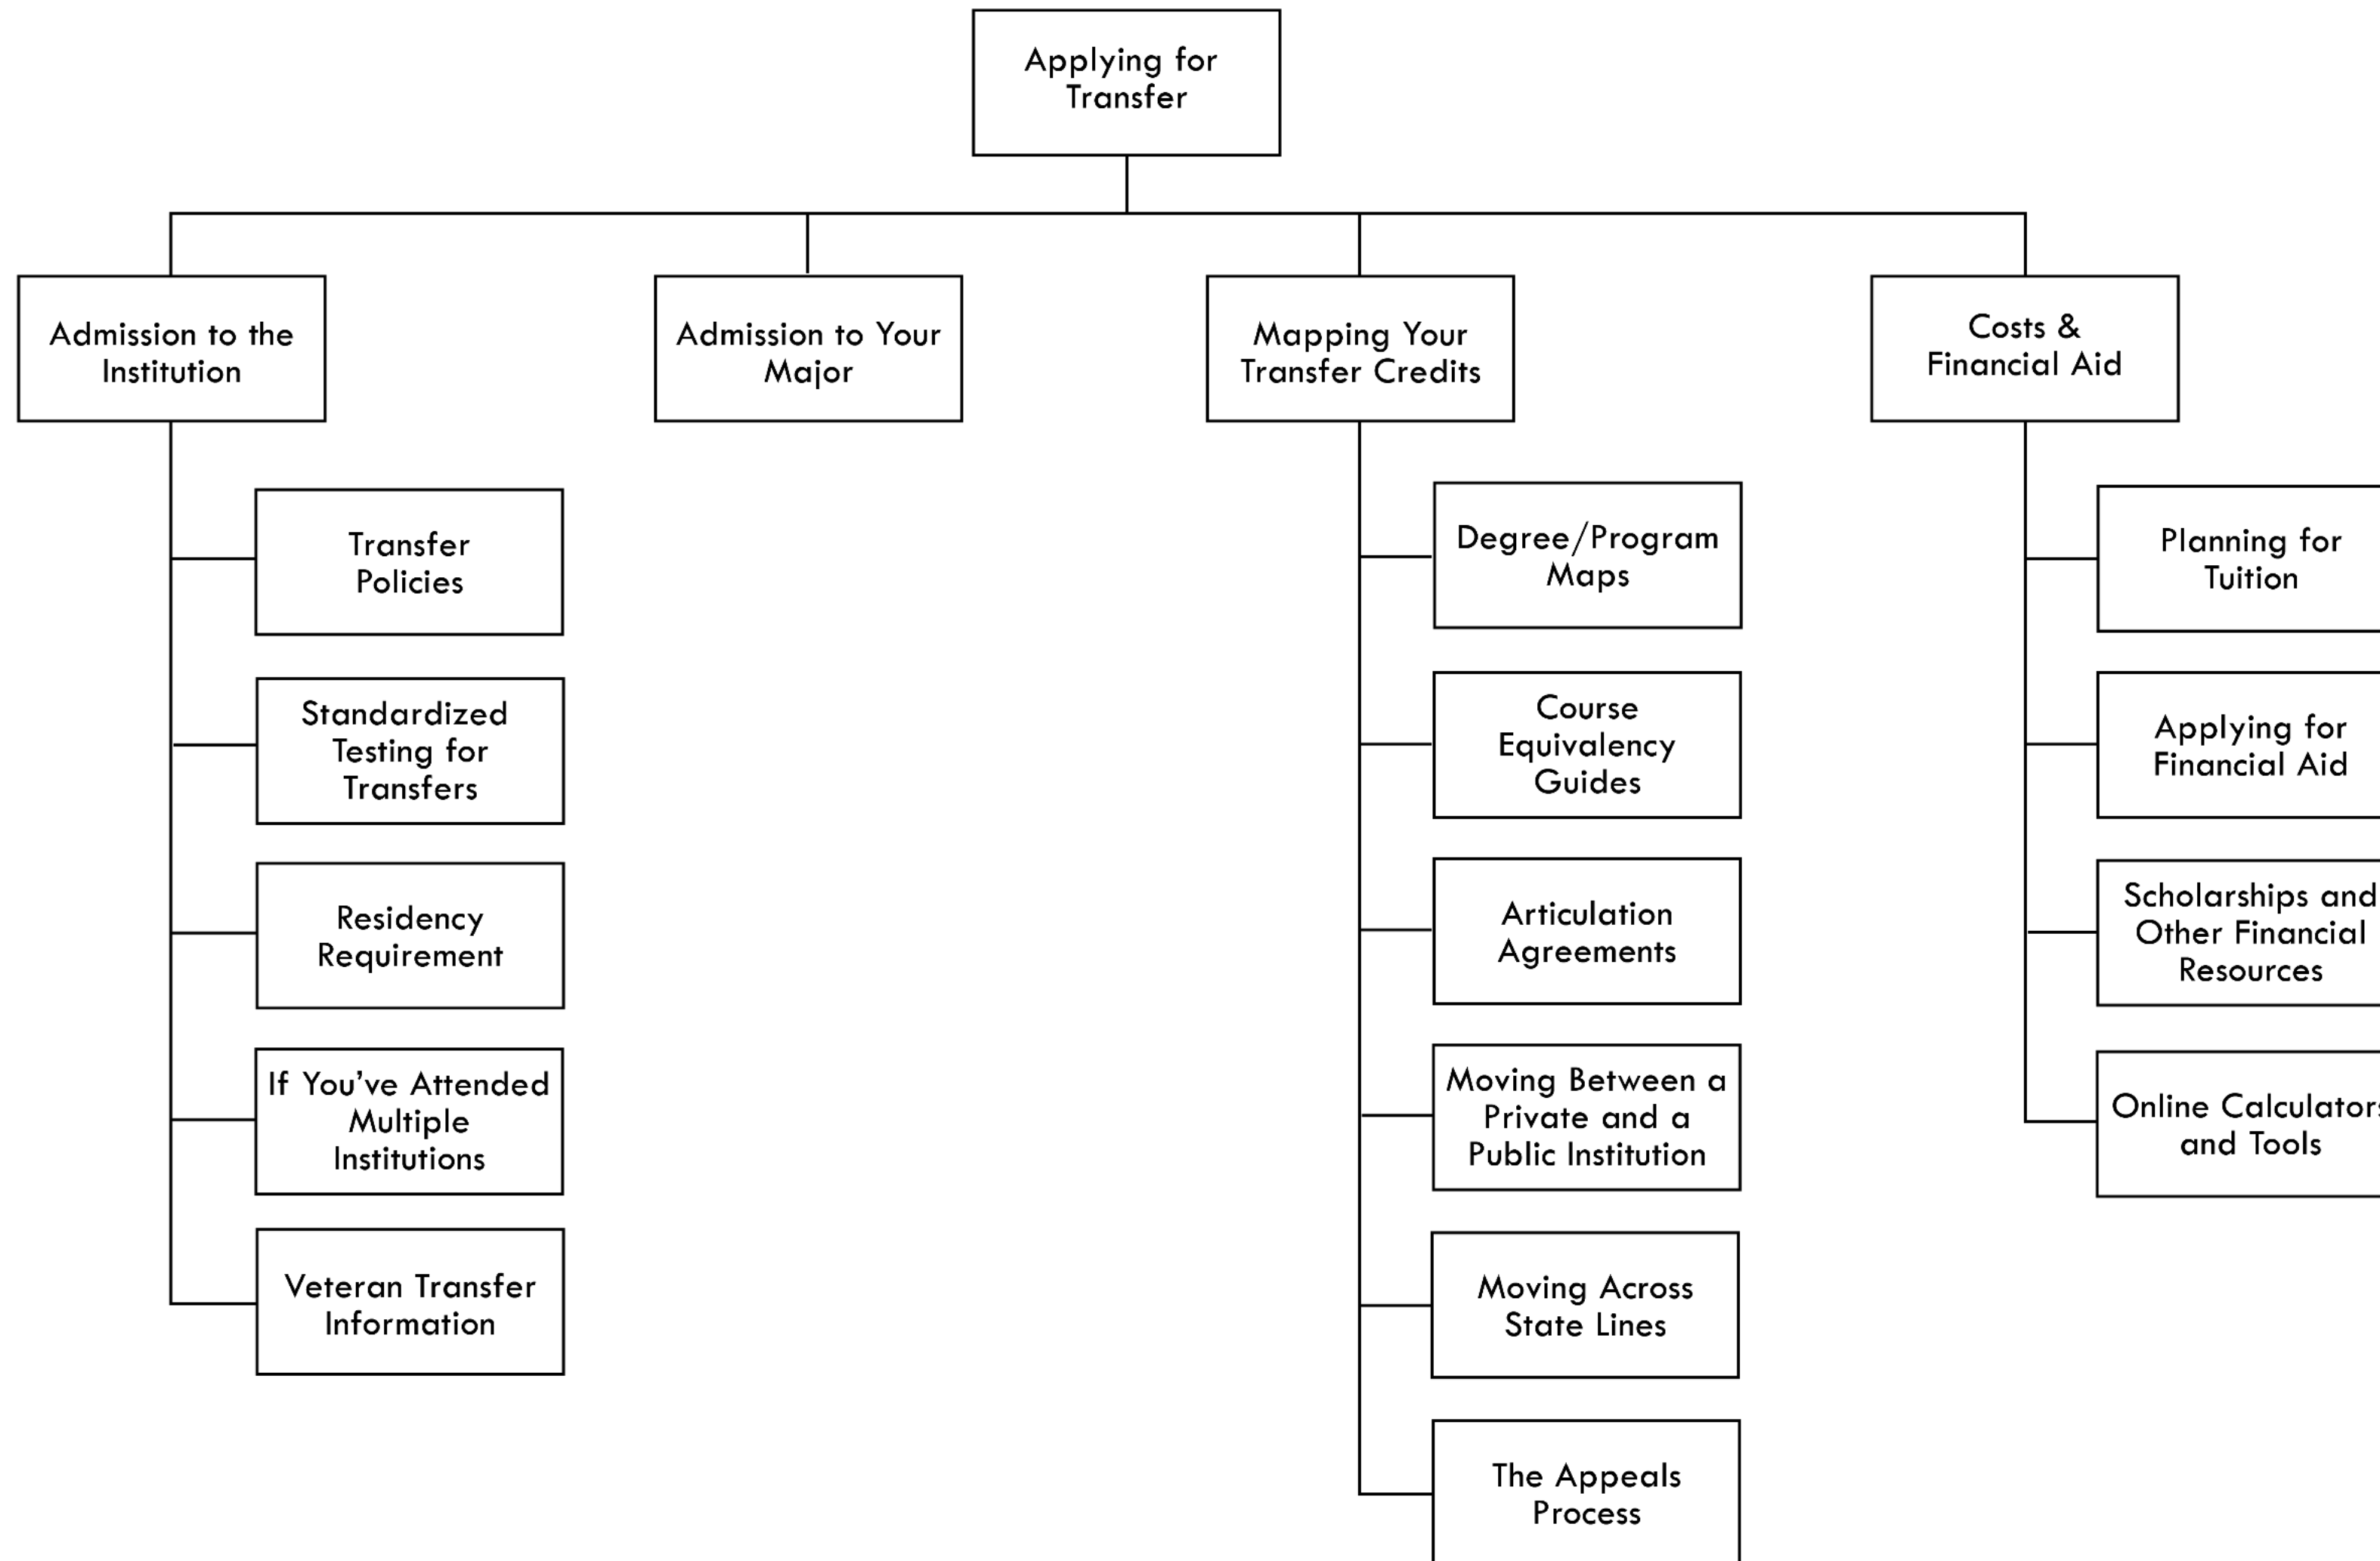 Applying for
Transfer
Admission to the
Institution
Admission to Your
Major
Mapping Your
Transfer Credits
Costs &
Financial Aid
Transfer
Policies
Standardized
Testing for
Transfers
Residency
Requirement
If You've Attended
Multiple
Institutions
Veteran Transfer
Information
Degree/Program
Maps
Course
Equivalency
Guides
Articulation
Agreements
Moving Between a
Private and a
Public Institution
Moving Across
State Lines
The Appeals
Process
Planning for
Tuition
Applying for
Financial Aid
Scholarships and
Other Financial
Resources
Online Calculators
and Tools